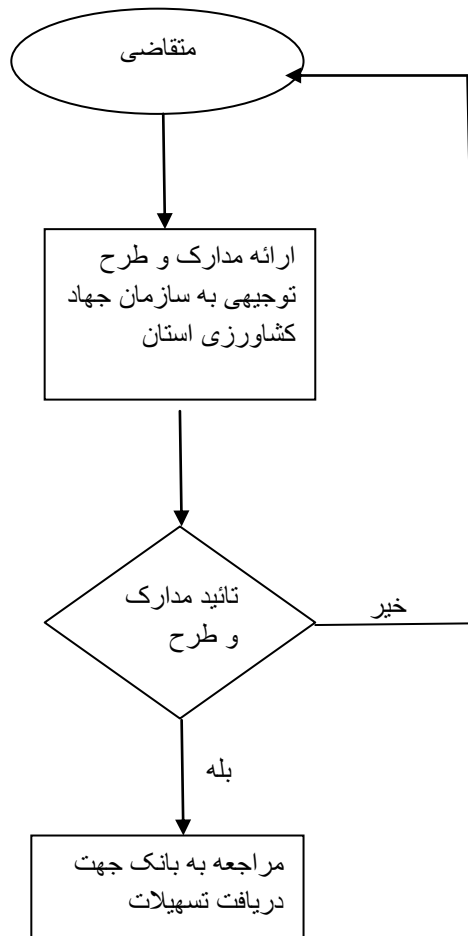 متقاضی
ارائه مدارک و طرح
توجیهی به سازمان جهاد
کشاورزی استان
تائید مدارک
و طرح
خیر
بله
مراجعه به بانک جهت
دریافت تسهیلات